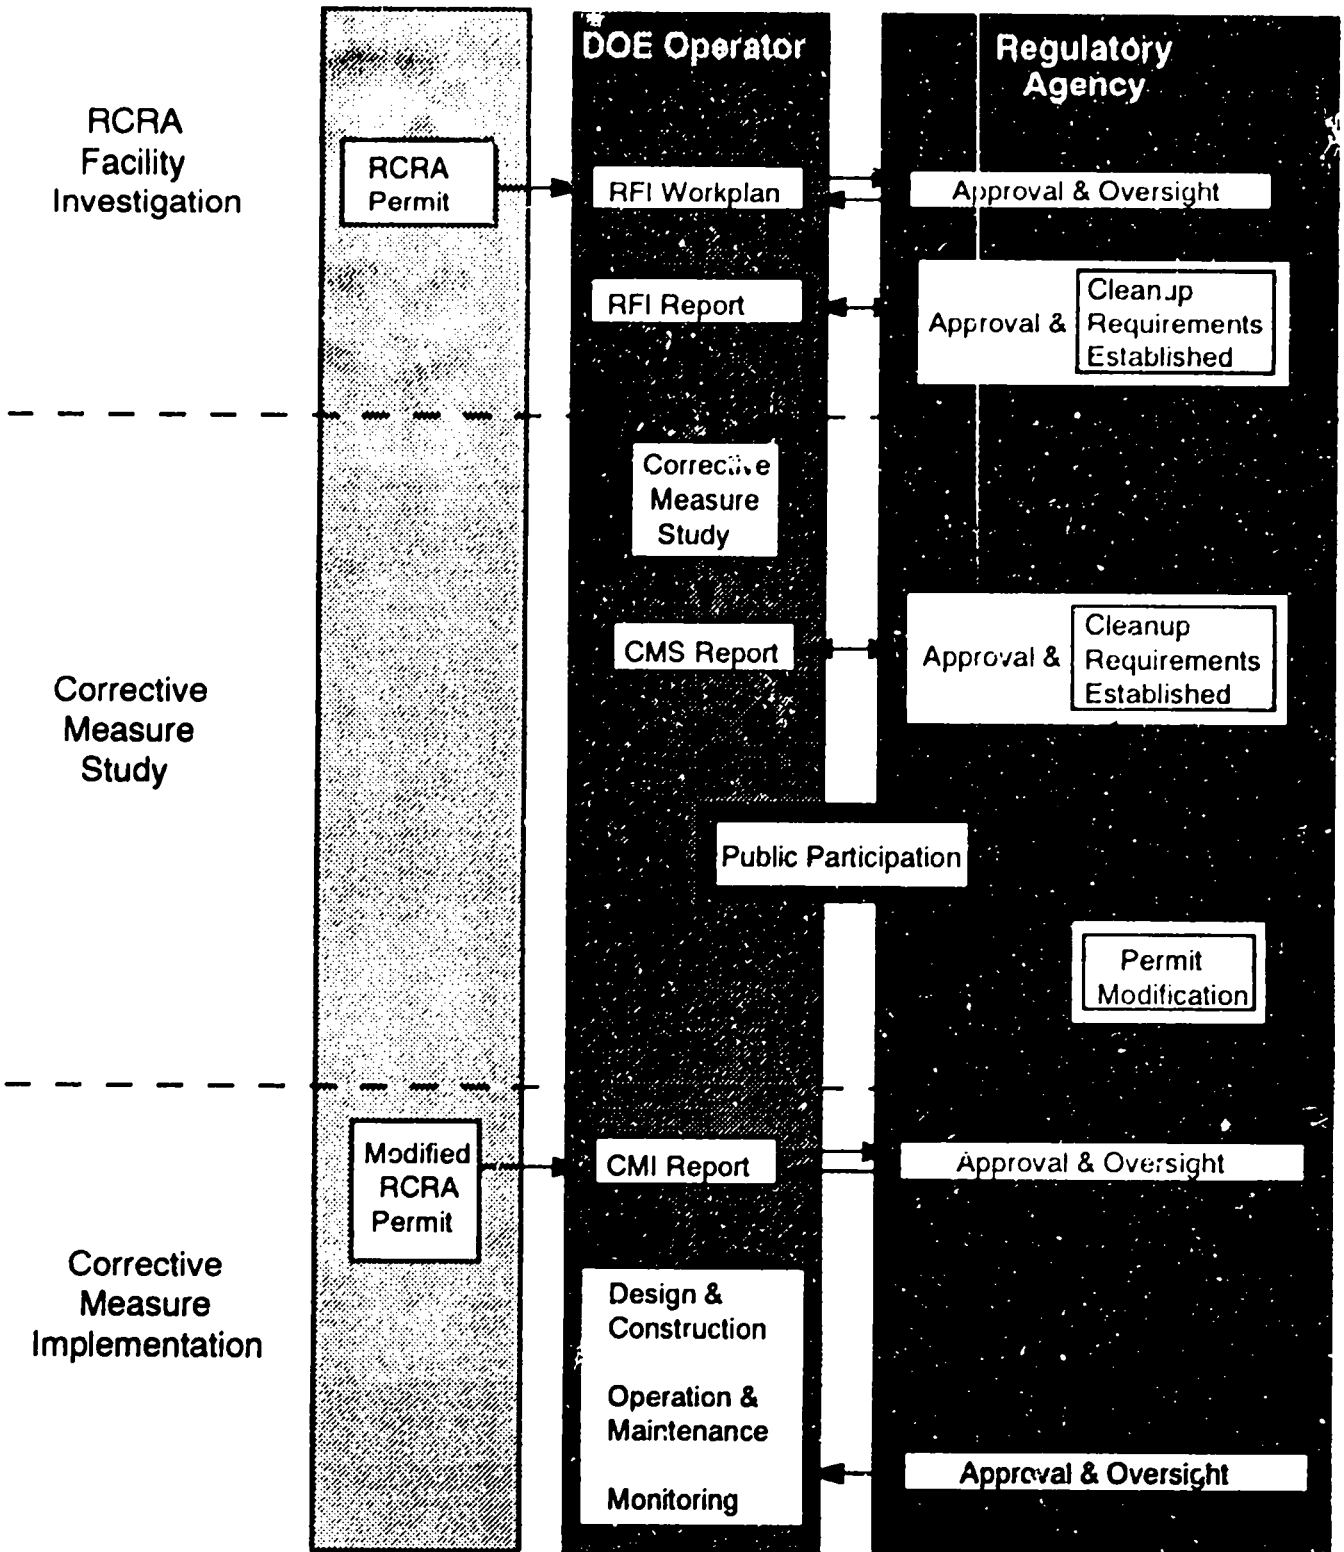 DOE Operator
Regulatory
Agency
RCRA
Facility
Investigation
RCRA
Permit
RFI Workplan
Approval & Oversight
RFI Report
Approval &
Cleanup
Requirements
Established
Corrective
Measure
Study
Corrective
Measure
Study
CMS Report
Approval &
Cleanup
Requirements
Established
Public Participation
Permit
Modification
Corrective
Measure
Implementation
Modified
RCRA
Permit
CMI Report
Approval & Oversight
Design &
Construction
Operation &
Maintenance
Monitoring
Approval & Oversight